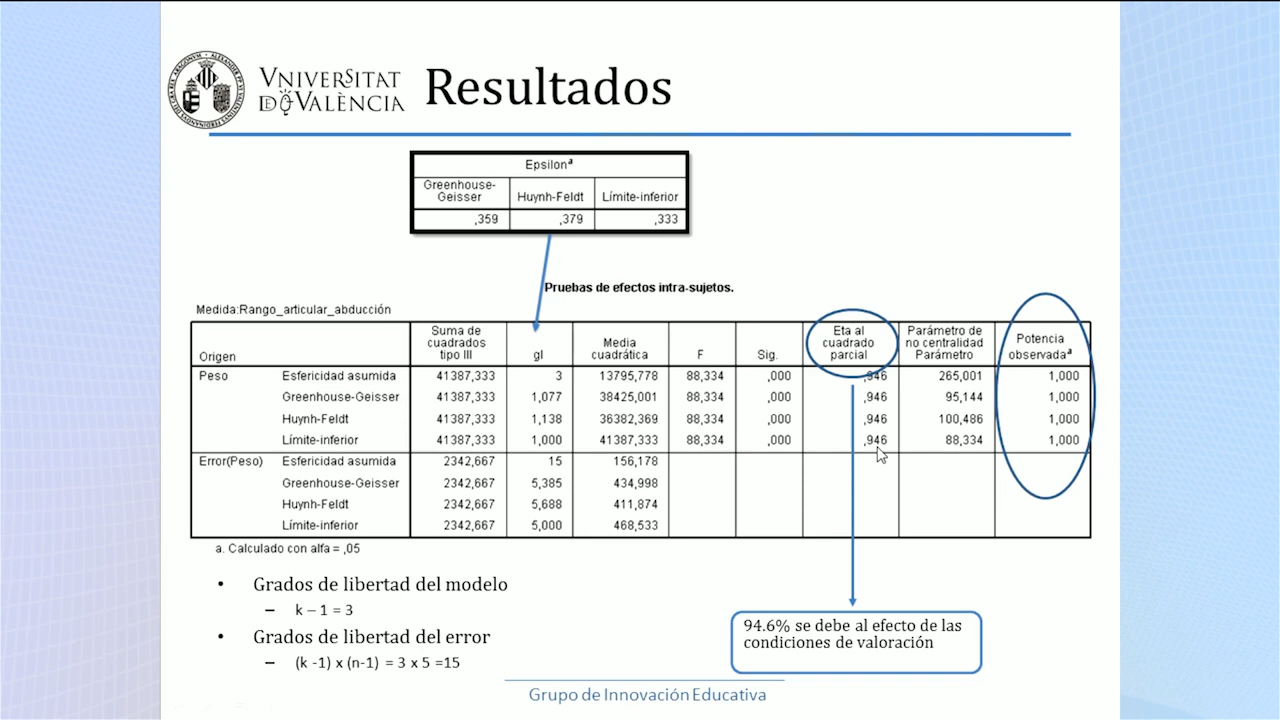 VNIVERSITAT
DE VALÈNCIA
Resultados
Epsilonª
Greenhouse-Geisser Huynh-Feldt Límite-inferior
,359 ,379 ,333
Pruebas de efectos intra-sujetos.
Medida:Rango_articular_abducción
Origen Suma de cuadrados tipo III gl Media cuadrática F Sig. Eta al cuadrado parcial Parámetro de no centralidad Parámetro Potencia observadaª
Peso Esfericidad asumida 41387,333 3 13795,778 88,334 ,000 ,946 265,001 1,000
Greenhouse-Geisser 41387,333 1,077 38425,001 88,334 ,000 ,946 95,144 1,000
Huynh-Feldt 41387,333 1,138 36382,369 88,334 ,000 ,946 100,486 1,000
Límite-inferior 41387,333 1,000 41387,333 88,334 ,000 ,946 88,334 1,000
Error(Peso) Esfericidad asumida 2342,667 15 156,178
Greenhouse-Geisser 2342,667 5,385 434,998
Huynh-Feldt 2342,667 5,688 411,874
Límite-inferior 2342,667 5,000 468,533
a. Calculado con alfa = ,05
• Grados de libertad del modelo
– k – 1 = 3
• Grados de libertad del error
– (k -1) x (n-1) = 3 x 5 =15
94.6% se debe al efecto de las
condiciones de valoración
Grupo de Innovación Educativa